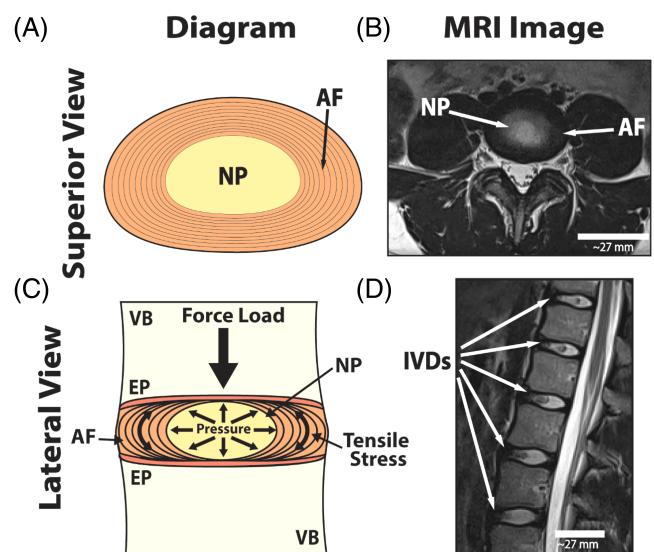 (A)
Diagram
(B)
MRI Image
Superior View
AF
NP
NP
AF
~27 mm
(C)
(D)
Lateral View
VB
Force Load
NP
EP
Pressure
AF
Tensile
Stress
EP
VB
IVDs
~27 mm